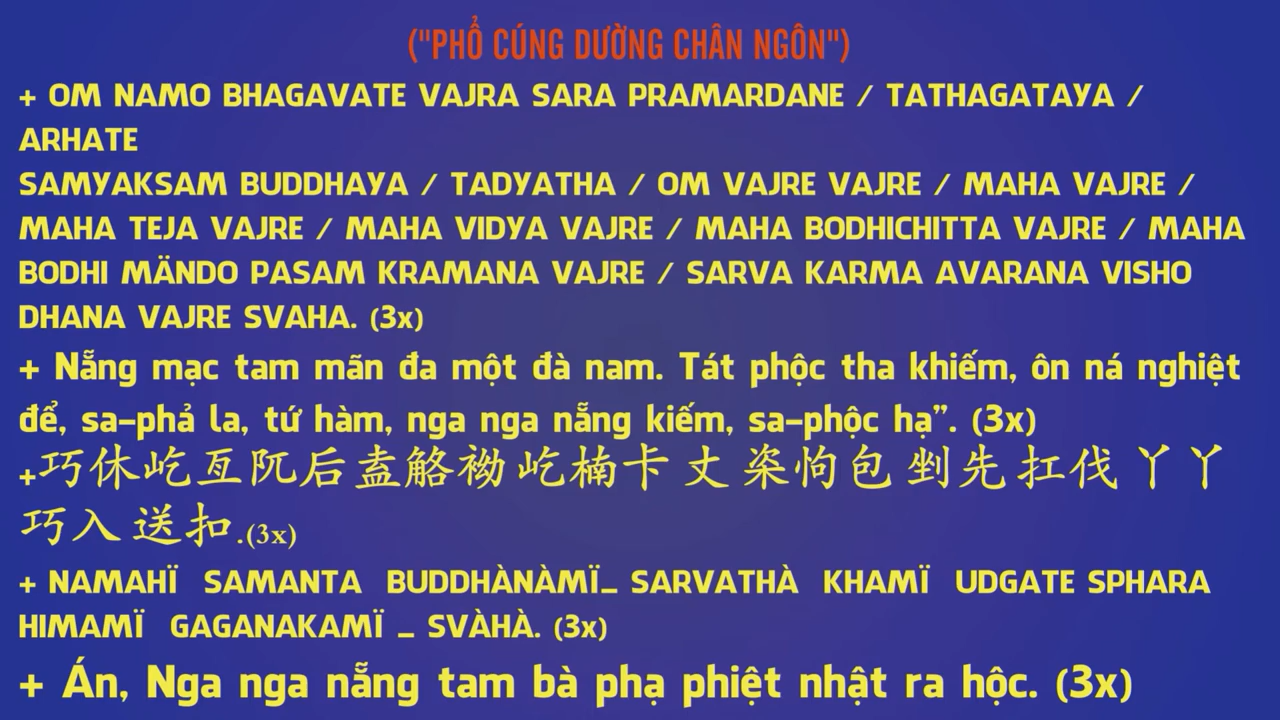 ("PHỔ CÚNG DƯỜNG CHÂN NGÔN")
+ OM NAMO BHAGAVATE VAJRA SARA PRAMARDANE / TATHAGATAYA /
ARHATE
SAMYAKSAM BUDDHAYA / TADYATHA / OM VAJRE VAJRE / MAHA VAJRE /
MAHA TEJA VAJRE / MAHA VIDYA VAJRE / MAHA BODHICHITTA VAJRE / MAHA
BODHI MÄNDO PASAM KRAMANA VAJRE / SARVA KARMA AVARANA VISHO
DHANA VAJRE SVAHA. (3x)
+ Nẵng mạc tam mãn đa một đà nam. Tát phộc tha khiếm, ôn ná nghiệt
để, sa-phả la, tứ hàm, nga nga nẵng kiếm, sa-phộc hạ”. (3x)
+巧休屹亙阢后盍觡袎屹楠卡丈栥怐包剉先扛伐丫丫
巧入送扣.(3x)
+ NAMAHÏ SAMANTA BUDDHÀNÀMÏ_ SARVATHÀ KHAMÏ UDGATE SPHARA
HIMAMÏ GAGANAKAMÏ _ SVÀHÀ. (3x)
+ Án, Nga nga nẵng tam bà phạ phiệt nhật ra hộc. (3x)